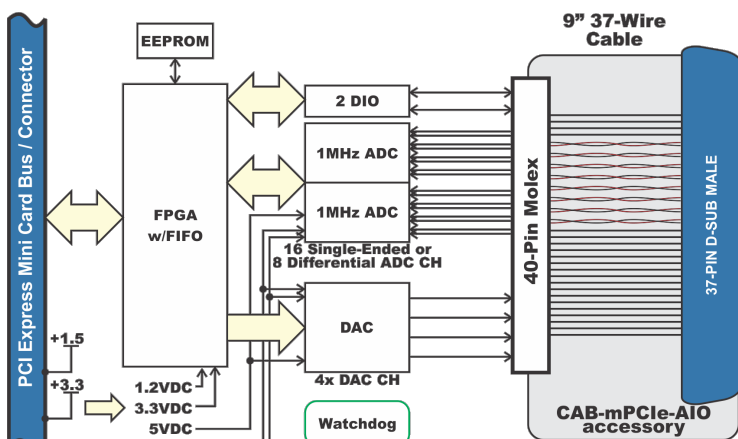 PCI Express Mini Card Bus / Connector
EEPROM
FPGA
w/FIFO
2 DIO
1MHz ADC
1MHz ADC
16 Single-Ended or
8 Differential ADC CH
DAC
4x DAC CH
Watchdog
+1.5
+3.3
1.2VDC
3.3VDC
5VDC
40-Pin Molex
9” 37-Wire
Cable
37-PIN D-SUB MALE
CAB-mPCIe-AIO
accessory